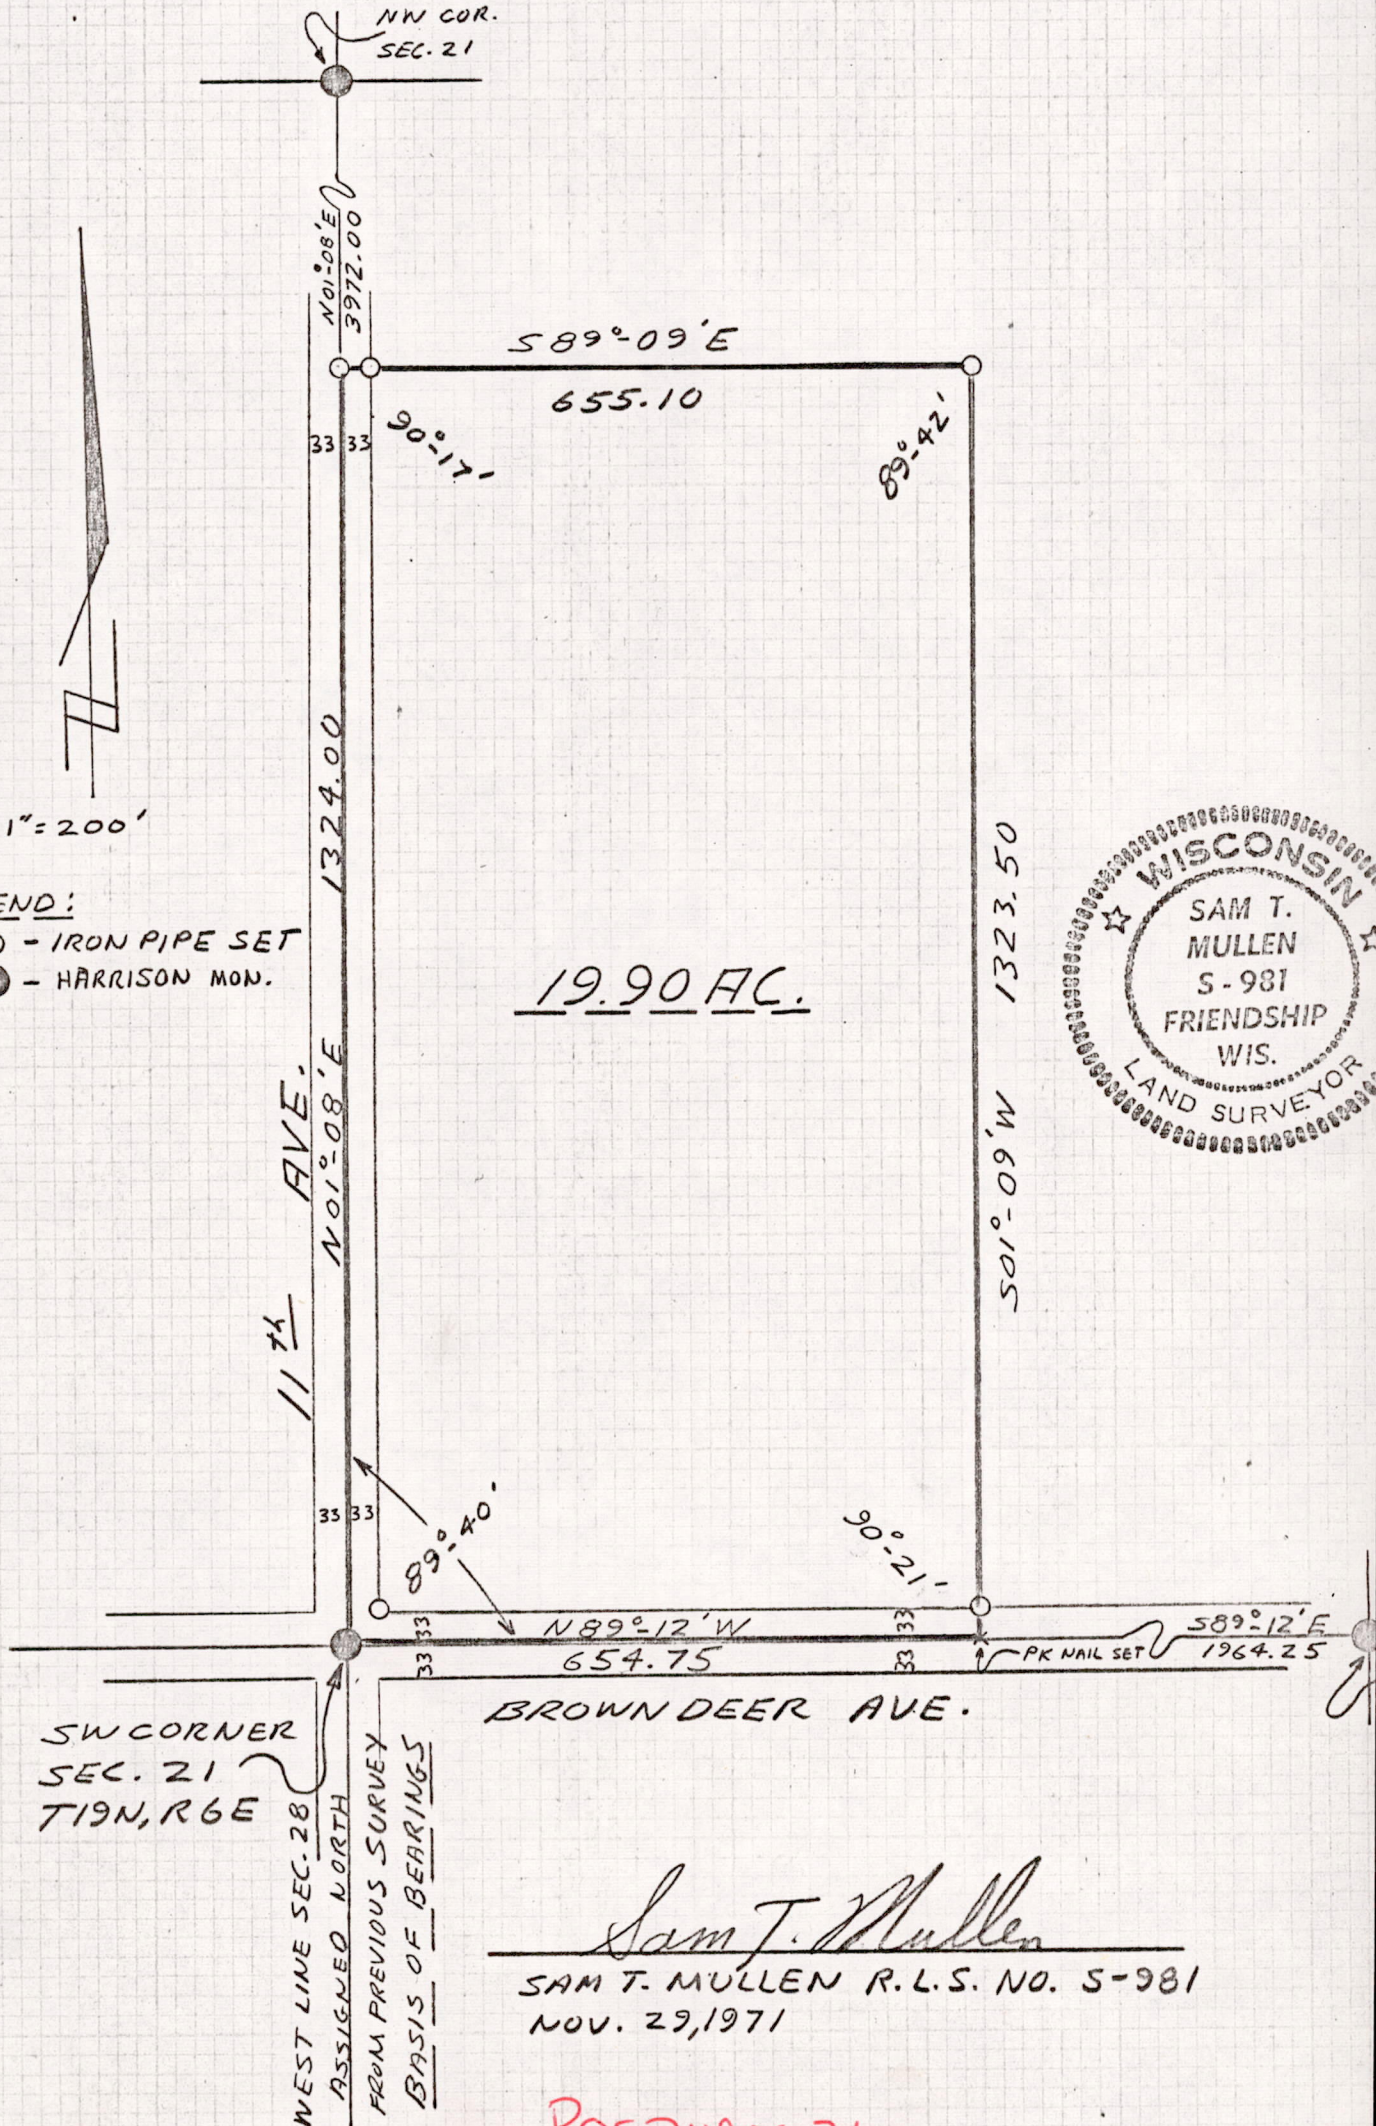 NW COR.
SEC. 21
N01°-08'E
3972.00
S89°-09'E
655.10
33 33
90°-17'
89°-42'
1"=200'
END:
- IRON PIPE SET
- HARRISON MON.
11th AVE.
N01°-08'E 1324.00
19.90 AC.
S01°-09'W 1323.50
WISCONSIN
SAM T.
MULLEN
S-981
FRIENDSHIP
WIS.
LAND SURVEYOR
33 33
89°-40'
90°-21'
33
33
N89°-12'W
654.75
33
33
PK NAIL SET
S89°-12'E
1964.25
BROWN DEER AVE.
SW CORNER
SEC. 21
T19N, R6E
WEST LINE SEC. 28
ASSIGNED NORTH
FROM PREVIOUS SURVEY
BASIS OF BEARINGS
Sam T. Mullen
SAM T. MULLEN R.L.S. NO. S-981
NOV. 29, 1971